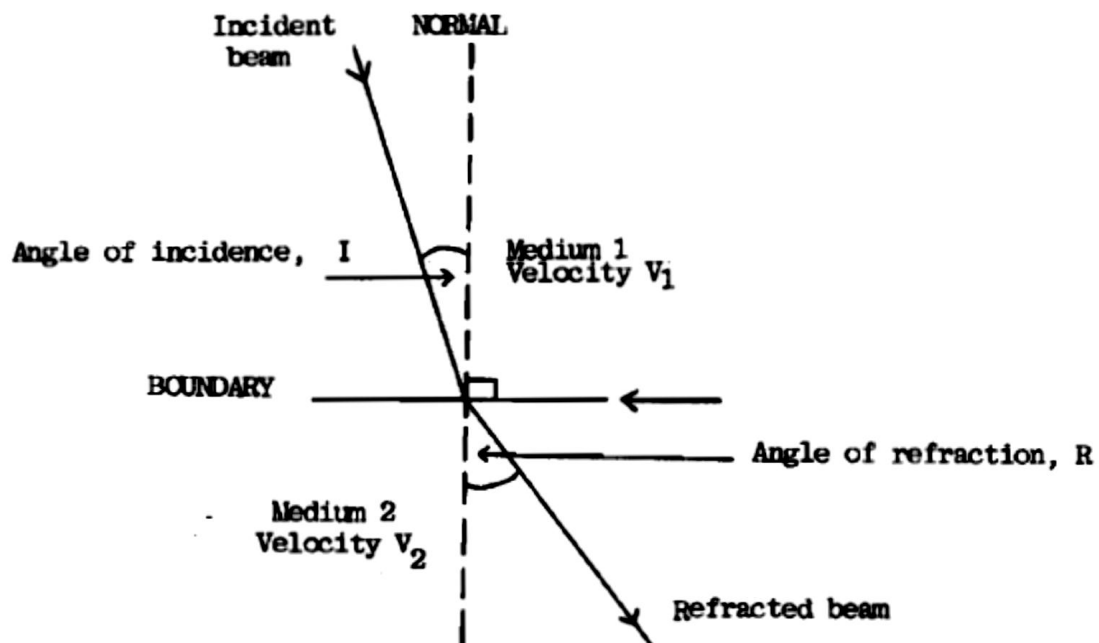 Incident
beam
NORMAL
Angle of incidence, I
Medium 1
Velocity V₁
BOUNDARY
Angle of refraction, R
Medium 2
Velocity V₂
Refracted beam